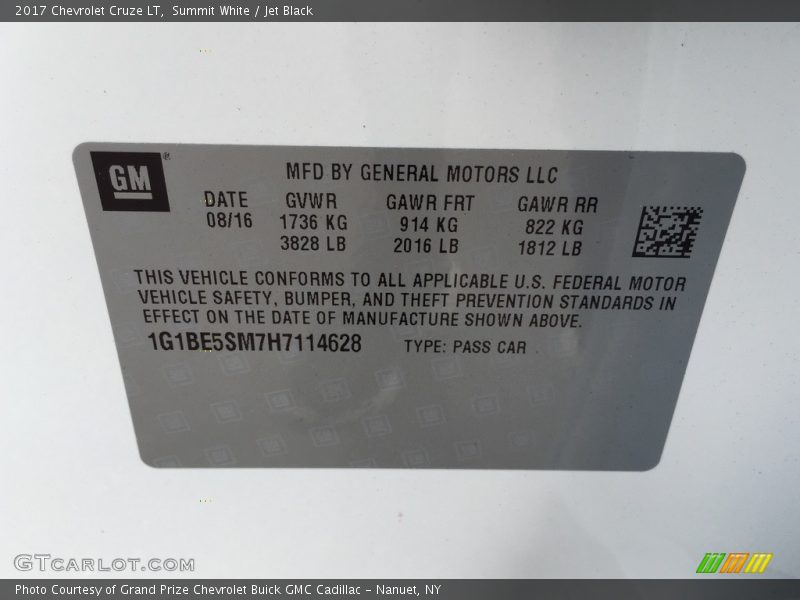 2017 Chevrolet Cruze LT, Summit White / Jet Black
GM®
MFD BY GENERAL MOTORS LLC
DATE GVWR GAWR FRT GAWR RR
08/16 1736 KG 914 KG 822 KG
3828 LB 2016 LB 1812 LB
THIS VEHICLE CONFORMS TO ALL APPLICABLE U.S. FEDERAL MOTOR
VEHICLE SAFETY, BUMPER, AND THEFT PREVENTION STANDARDS IN
EFFECT ON THE DATE OF MANUFACTURE SHOWN ABOVE.
1G1BE5SM7H7114628 TYPE: PASS CAR
GTCARLOT.COM
Photo Courtesy of Grand Prize Chevrolet Buick GMC Cadillac – Nanuet, NY